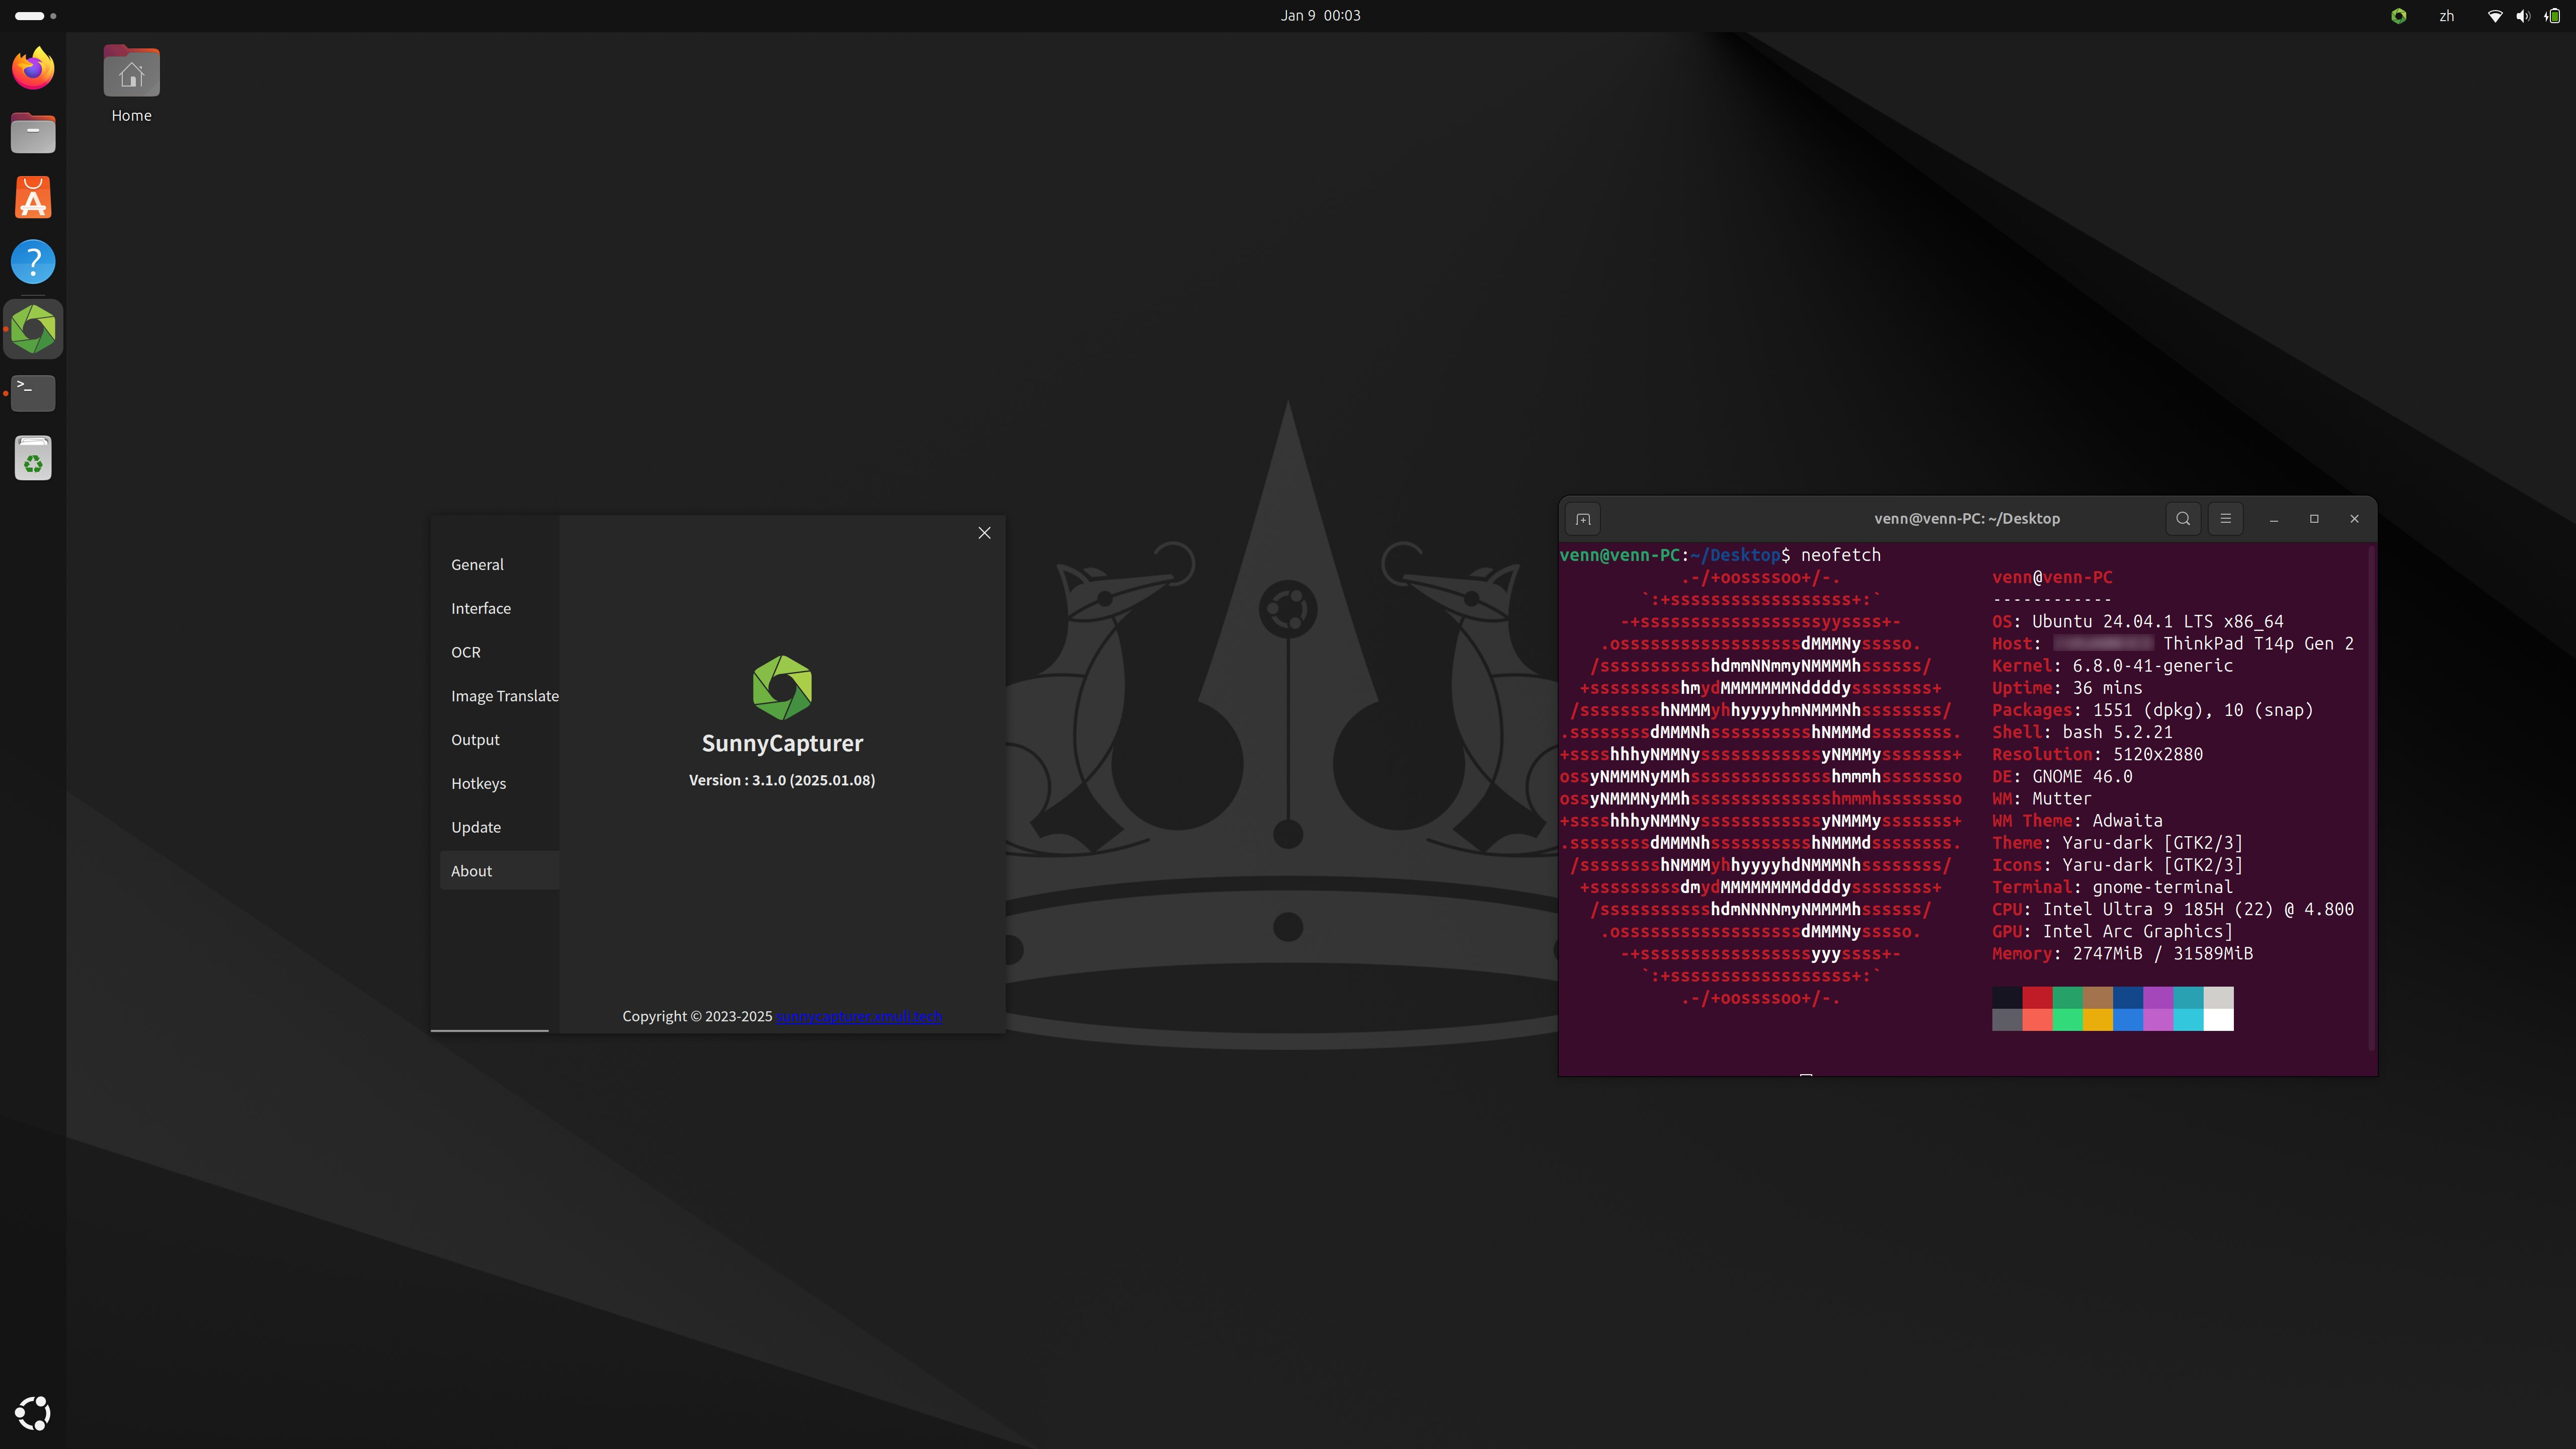 Jan 9 00:03
zh
Home
General
Interface
OCR
Image Translate
Output
Hotkeys
Update
About
SunnyCapturer
Version : 3.1.0 (2025.01.08)
Copyright © 2023-2025 sunnycapturer.xmuli.tech
venn@venn-PC: ~/Desktop
venn@venn-PC:~/Desktop$ neofetch
.-/+oossssoo+/-. venn@venn-PC
`:+ssssssssssssssssss+:` ------------
-+ssssssssssssssssssyyssss+- OS: Ubuntu 24.04.1 LTS x86_64
.ossssssssssssssssssdMMMNysssso. Host: ThinkPad T14p Gen 2
/ssssssssssshdmmNNmmyNMMMMhssssss/ Kernel: 6.8.0-41-generic
+ssssssssshmydMMMMMMMNddddyssssssss+ Uptime: 36 mins
/sssssssshNMMMyhhyyyyhmNMMMNhssssssss/ Packages: 1551 (dpkg), 10 (snap)
.ssssssssdMMMNhsssssssssshNMMMdssssssss. Shell: bash 5.2.21
+sssshhhyNMMNyssssssssssssyNMMMysssssss+ Resolution: 5120x2880
ossyNMMMNyMMhsssssssssssssshmmmhssssssso DE: GNOME 46.0
ossyNMMMNyMMhsssssssssssssshmmmhssssssso WM: Mutter
+sssshhhyNMMNyssssssssssssyNMMMysssssss+ WM Theme: Adwaita
.ssssssssdMMMNhsssssssssshNMMMdssssssss. Theme: Yaru-dark [GTK2/3]
/sssssssshNMMMyhhyyyyhdNMMMNhssssssss/ Icons: Yaru-dark [GTK2/3]
+sssssssssdmydMMMMMMMMddddyssssssss+ Terminal: gnome-terminal
/ssssssssssshdmNNNNmyNMMMMhssssss/ CPU: Intel Ultra 9 185H (22) @ 4.800
.ossssssssssssssssssdMMMNysssso. GPU: Intel Arc Graphics]
-+sssssssssssssssssyyyssss+- Memory: 2747MiB / 31589MiB
`:+ssssssssssssssssss+:`
.-/+oossssoo+/-.